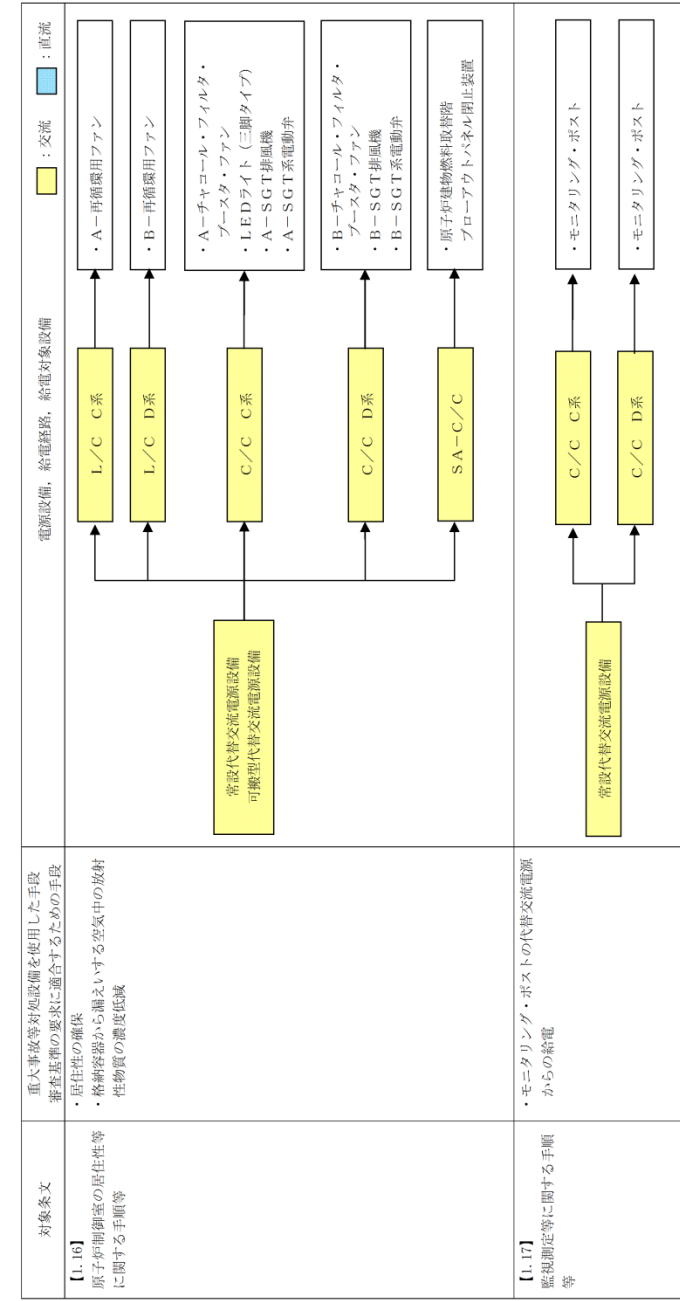 対象条文
重大事故等対処設備を使用した手段
審査基準の要求に適合するための手段
電源設備，給電経路，給電対象設備
：交流
：直流
【1.16】
原子炉制御室の居住性等
に関する手順等
・居住性の確保
・格納容器から漏えいする空気中の放射
性物質の濃度低減
常設代替交流電源設備
可搬型代替交流電源設備
L／C　C系
・A－再循環用ファン
L／C　D系
・B－再循環用ファン
C／C　C系
・A－チャコール・フィルタ・
ブースタ・ファン
・LEDライト（三脚タイプ）
・A－SGT排風機
・A－SGT系電動弁
C／C　D系
・B－チャコール・フィルタ・
ブースタ・ファン
・B－SGT排風機
・B－SGT系電動弁
SA－C／C
・原子炉建物燃料取替階
ブローアウトパネル閉止装置
【1.17】
監視測定等に関する手順
等
・モニタリング・ポストの代替交流電源
からの給電
常設代替交流電源設備
C／C　C系
・モニタリング・ポスト
C／C　D系
・モニタリング・ポスト